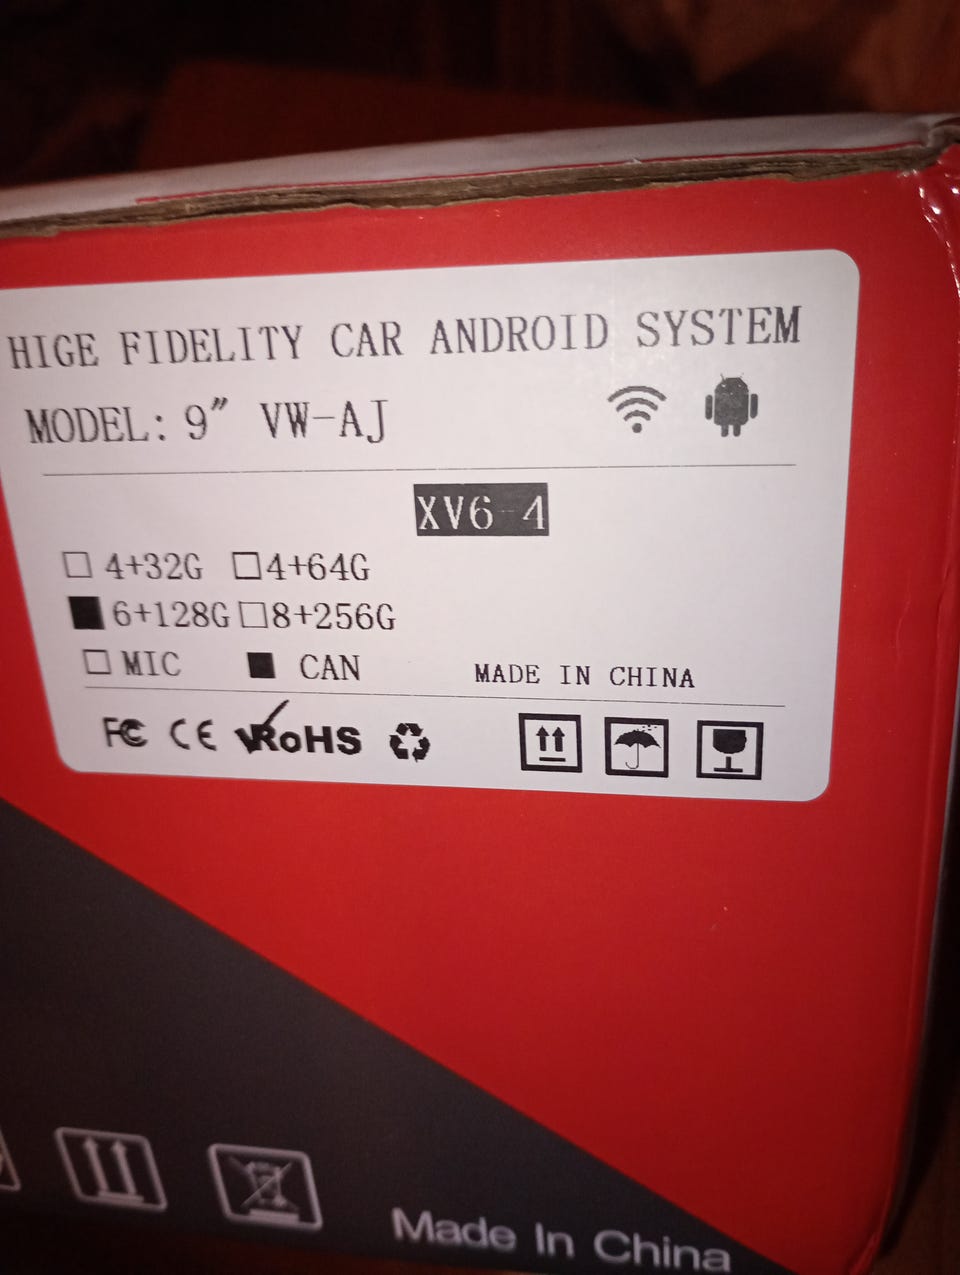 HIGE FIDELITY CAR ANDROID SYSTEM
MODEL: 9" VW-AJ
XV6-4
4+32G 4+64G
6+128G 8+256G
MIC CAN MADE IN CHINA
FC CE RoHS
Made In China